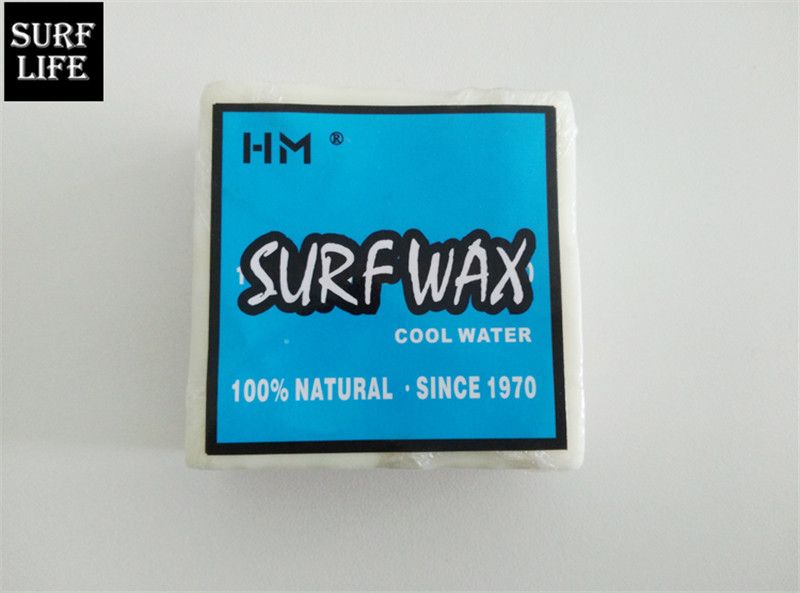 SURF
LIFE
HM ®
SURF WAX
COOL WATER
100% NATURAL · SINCE 1970